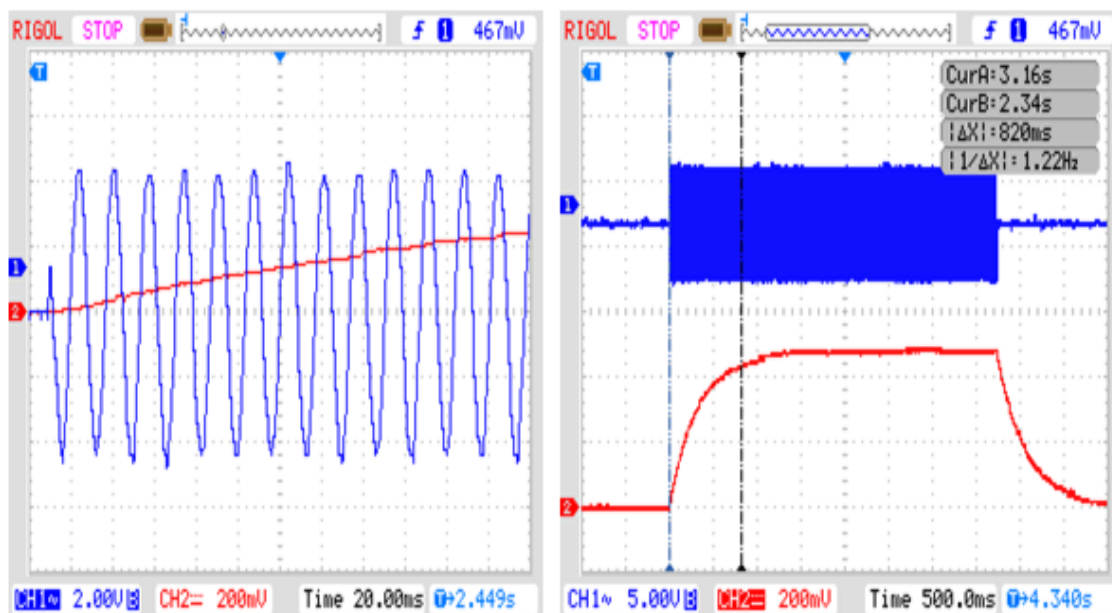 RIGOL STOP 1 467mV
T
1
2
CH1~ 2.00V CH2= 200mV Time 20.00ms T→2.449s
RIGOL STOP 1 467mV
T
CurA:3.16s
CurB:2.34s
|ΔX|:820ms
|1/ΔX|:1.22Hz
1
2
CH1~ 5.00V CH2= 200mV Time 500.0ms T→4.340s